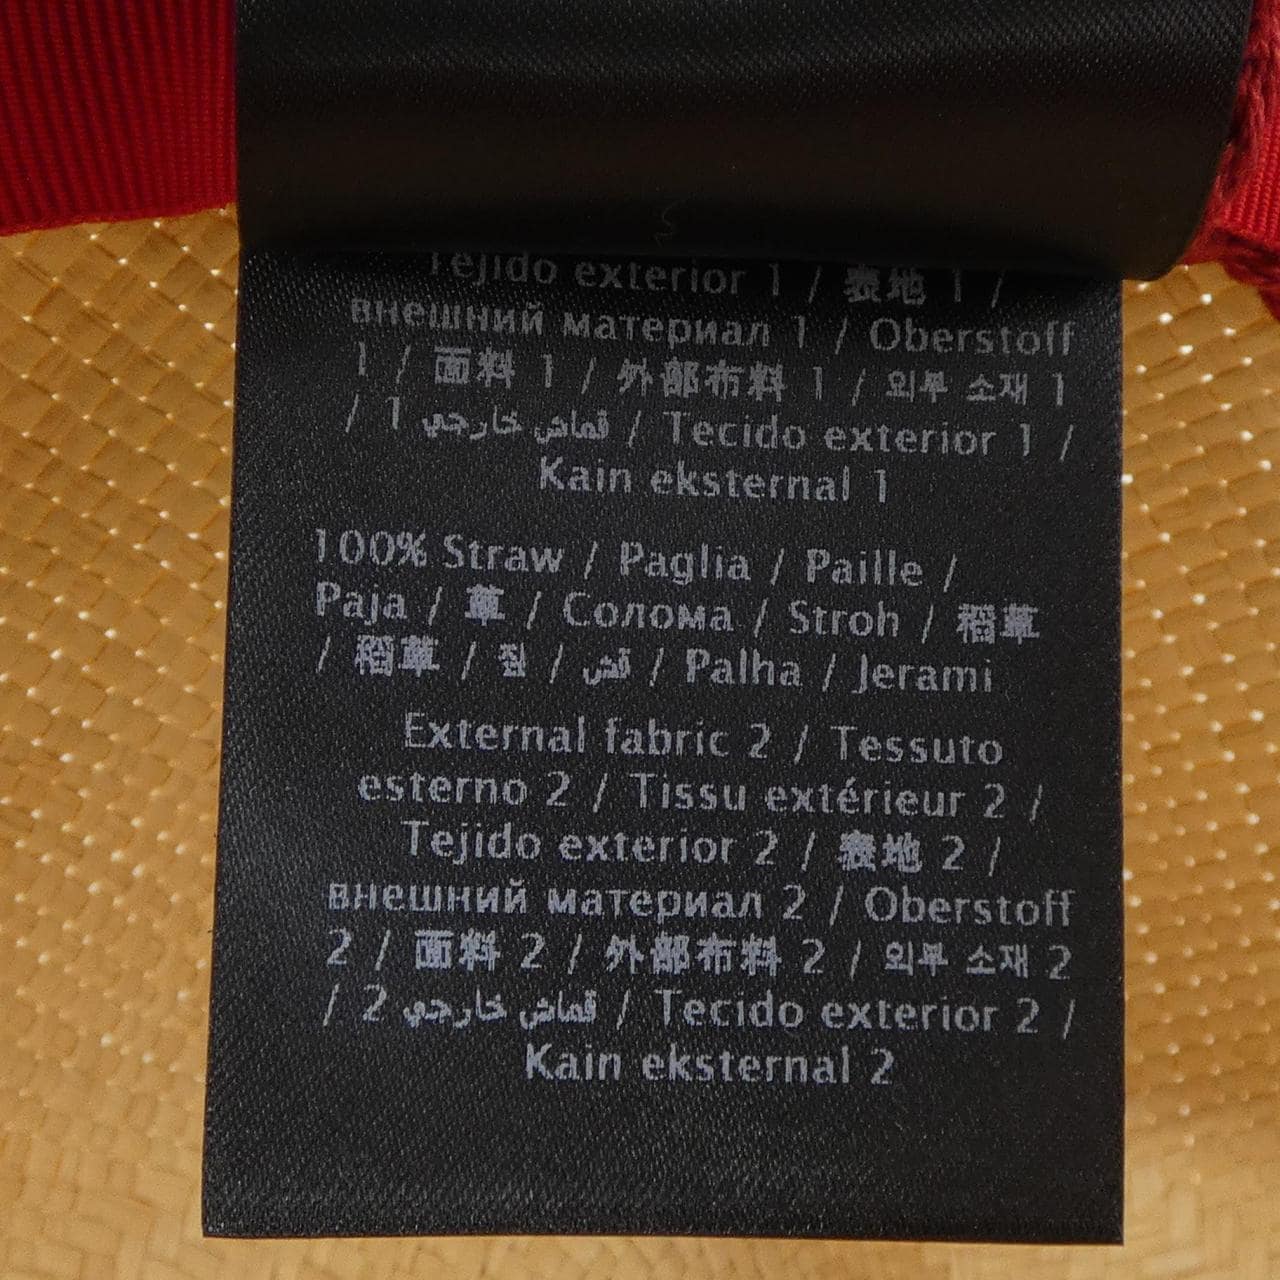 Tejido exterior 1 / 表地 1 /
внешний материал 1 / Oberstoff
1 / 面料 1 / 外部布料 1 / 외부 소재 1
/ 1 قماش خارجي / Tecido exterior 1 /
Kain eksternal 1
100% Straw / Paglia / Paille /
Paja / 草 / Солома / Stroh / 稻草
/ 稻草 / 짚 / قش / Palha / Jerami
External fabric 2 / Tessuto
esterno 2 / Tissu extérieur 2 /
Tejido exterior 2 / 表地 2 /
внешний материал 2 / Oberstoff
2 / 面料 2 / 外部布料 2 / 외부 소재 2
/ 2 قماش خارجي / Tecido exterior 2 /
Kain eksternal 2